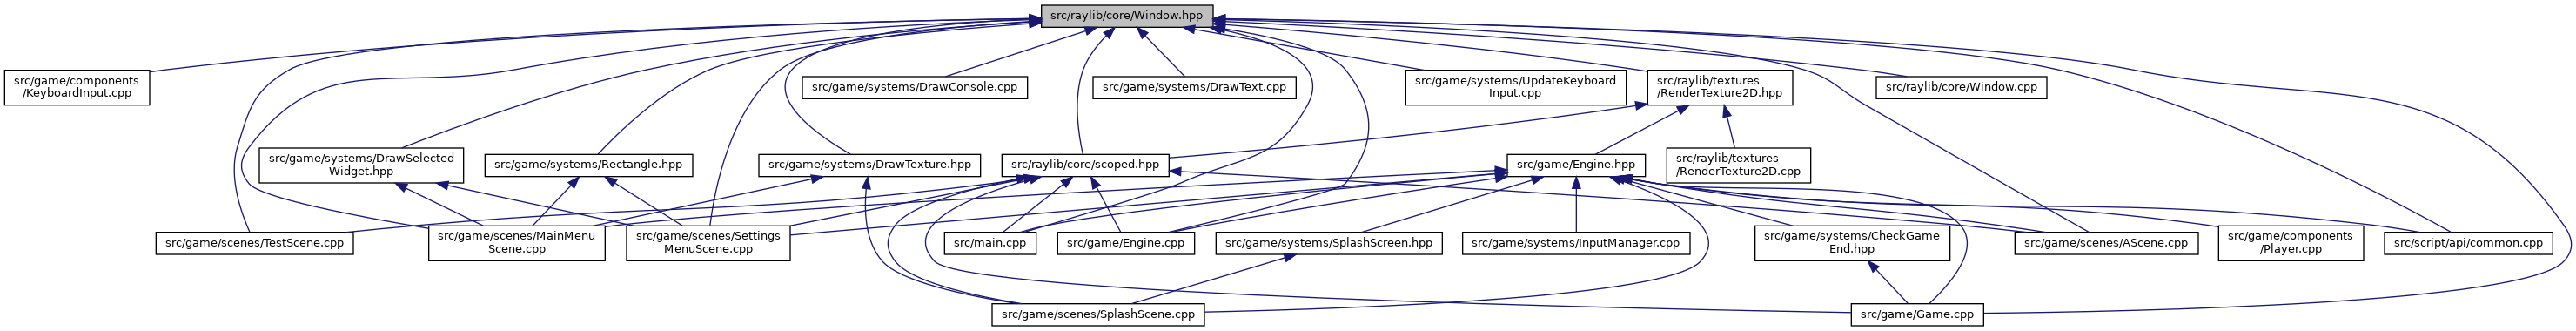 src/raylib/core/Window.hpp
src/game/components
/KeyboardInput.cpp
src/game/systems/DrawConsole.cpp
src/game/systems/DrawText.cpp
src/game/systems/UpdateKeyboard
Input.cpp
src/raylib/textures
/RenderTexture2D.hpp
src/raylib/core/Window.cpp
src/game/systems/DrawSelected
Widget.hpp
src/game/systems/Rectangle.hpp
src/game/systems/DrawTexture.hpp
src/raylib/core/scoped.hpp
src/game/Engine.hpp
src/raylib/textures
/RenderTexture2D.cpp
src/game/scenes/TestScene.cpp
src/game/scenes/MainMenu
Scene.cpp
src/game/scenes/Settings
MenuScene.cpp
src/main.cpp
src/game/Engine.cpp
src/game/systems/SplashScreen.hpp
src/game/systems/InputManager.cpp
src/game/systems/CheckGame
End.hpp
src/game/scenes/AScene.cpp
src/game/components
/Player.cpp
src/script/api/common.cpp
src/game/scenes/SplashScene.cpp
src/game/Game.cpp